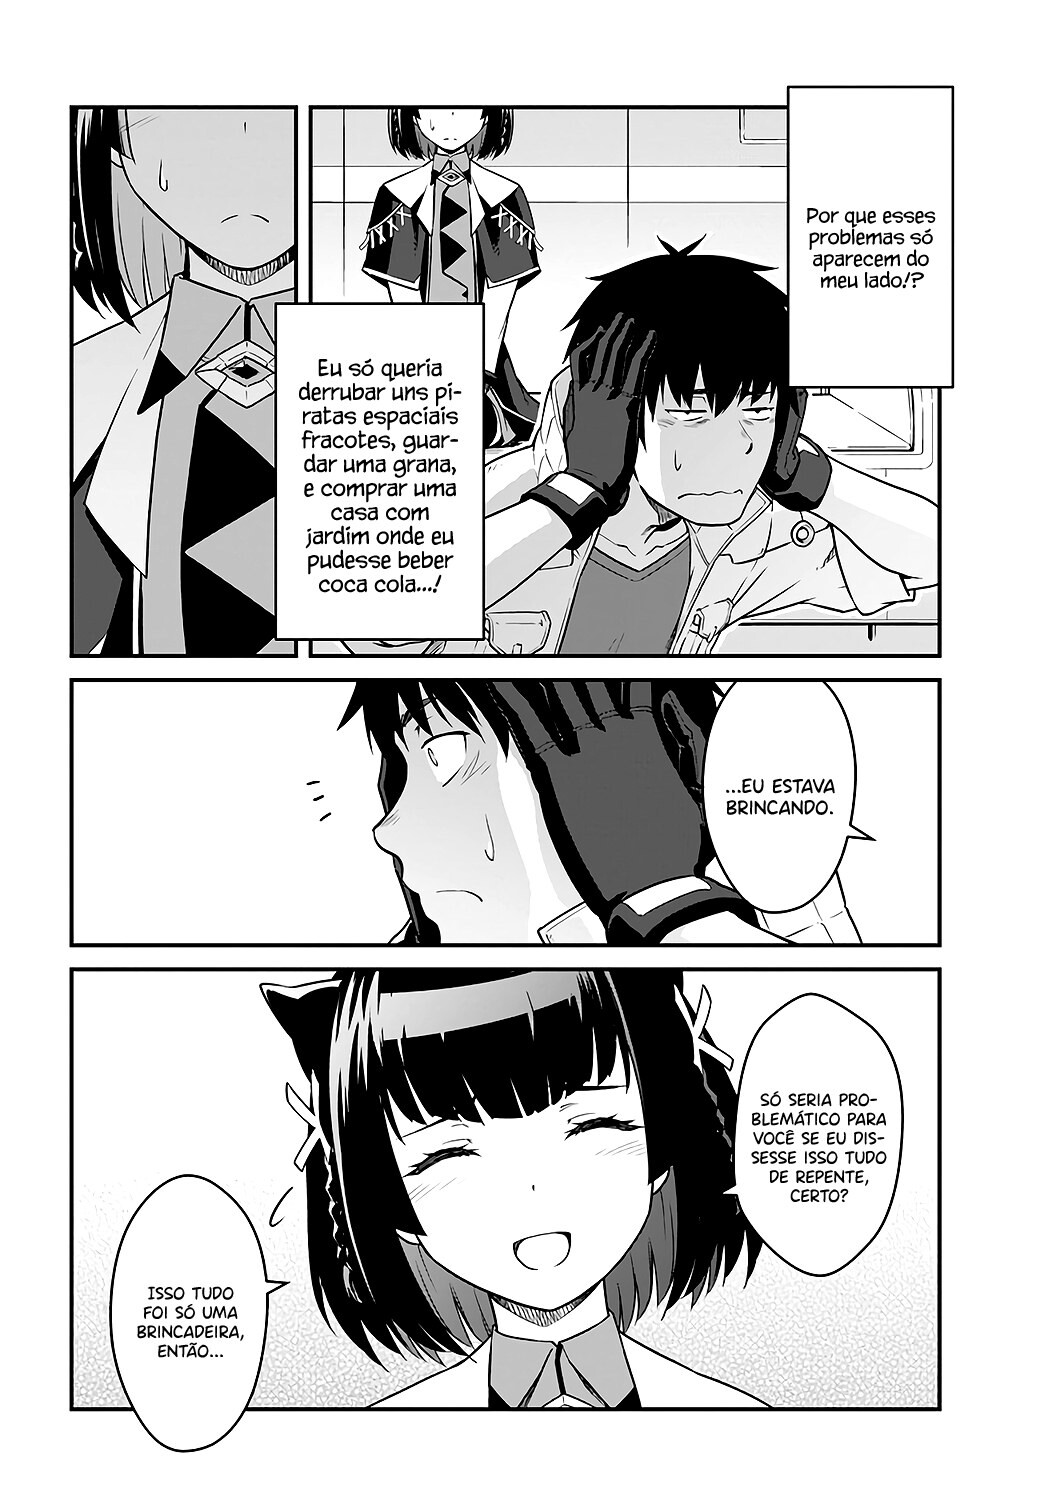 Por que esses
problemas só
aparecem do
meu lado!?
Eu só queria
derrubar uns pi-
ratas espaciais
fracotes, guar-
dar uma grana,
e comprar uma
casa com
jardim onde eu
pudesse beber
coca cola...!
...EU ESTAVA
BRINCANDO.
SÓ SERIA PRO-
BLEMÁTICO PARA
VOCÊ SE EU DIS-
SESSE ISSO TUDO
DE REPENTE,
CERTO?
ISSO TUDO
FOI SÓ UMA
BRINCADEIRA,
ENTÃO...